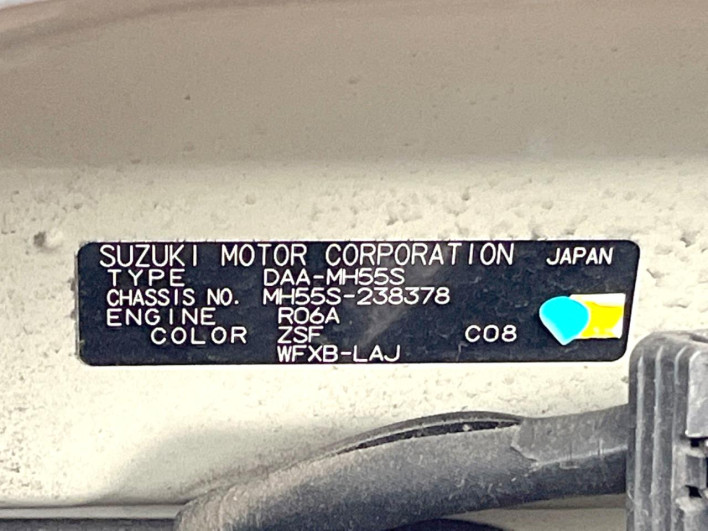 SUZUKI MOTOR CORPORATION JAPAN
TYPE DAA-MH55S
CHASSIS NO. MH55S-238378
ENGINE R06A
COLOR ZSF C08
WFXB-LAJ